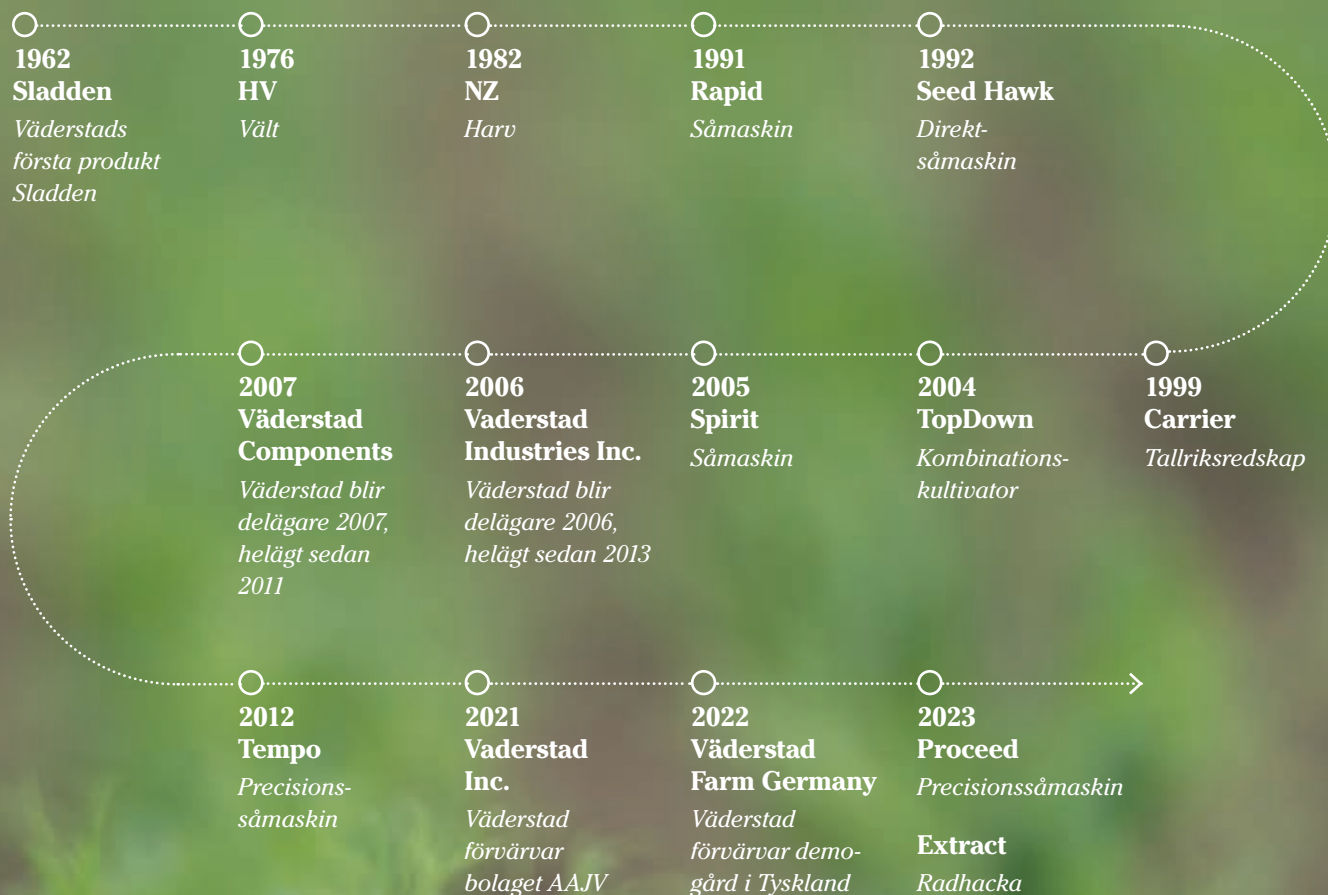 1962
Sladden
Väderstads
första produkt
Sladden
1976
HV
Vält
1982
NZ
Harv
1991
Rapid
Såmaskin
1992
Seed Hawk
Direkt-
såmaskin
1999
Carrier
Tallriksredskap
2004
TopDown
Kombinations-
kultivator
2005
Spirit
Såmaskin
2006
Vaderstad
Industries Inc.
Väderstad blir
delägare 2006,
helägt sedan 2013
2007
Väderstad
Components
Väderstad blir
delägare 2007,
helägt sedan
2011
2012
Tempo
Precisions-
såmaskin
2021
Vaderstad
Inc.
Väderstad
förvärvar
bolaget AAJV
2022
Väderstad
Farm Germany
Väderstad
förvärvar demo-
gård i Tyskland
2023
Proceed
Precisionssåmaskin
Extract
Radhacka